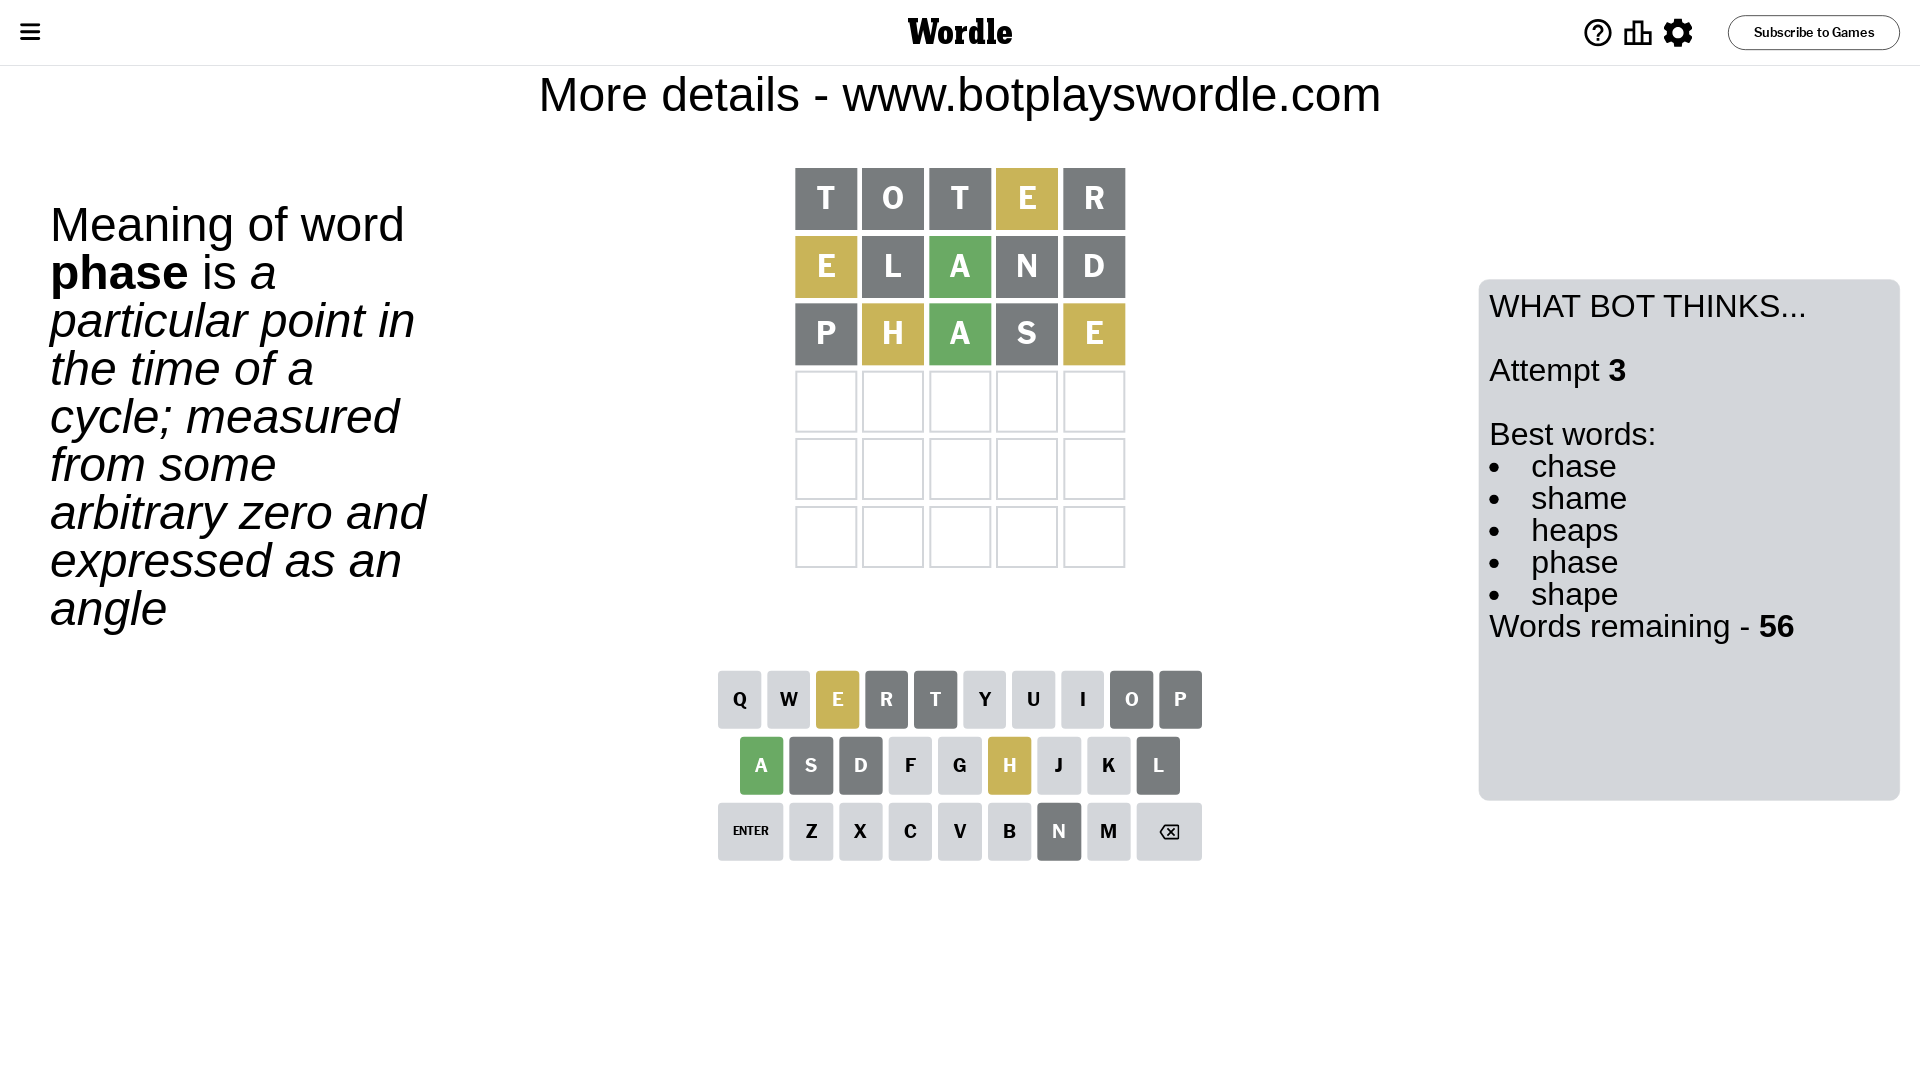 Wordle
Subscribe to Games
More details - www.botplayswordle.com
Meaning of word
phase is a
particular point in
the time of a
cycle; measured
from some
arbitrary zero and
expressed as an
angle
T O T E R
E L A N D
P H A S E
WHAT BOT THINKS...
Attempt 3
Best words:
• chase
• shame
• heaps
• phase
• shape
Words remaining - 56
Q W E R T Y U I O P
A S D F G H J K L
ENTER Z X C V B N M